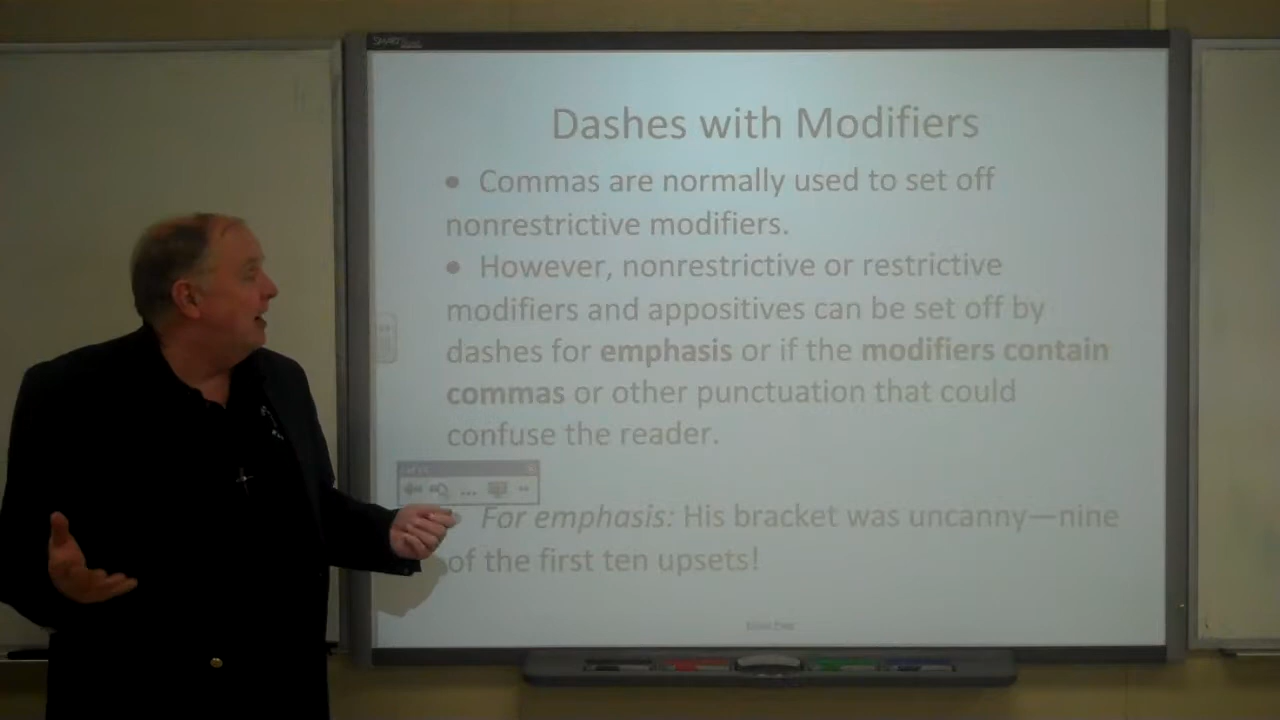 SMART
Dashes with Modifiers
• Commas are normally used to set off
nonrestrictive modifiers.
• However, nonrestrictive or restrictive
modifiers and appositives can be set off by
dashes for emphasis or if the modifiers contain
commas or other punctuation that could
confuse the reader.
For emphasis: His bracket was uncanny—nine
of the first ten upsets!